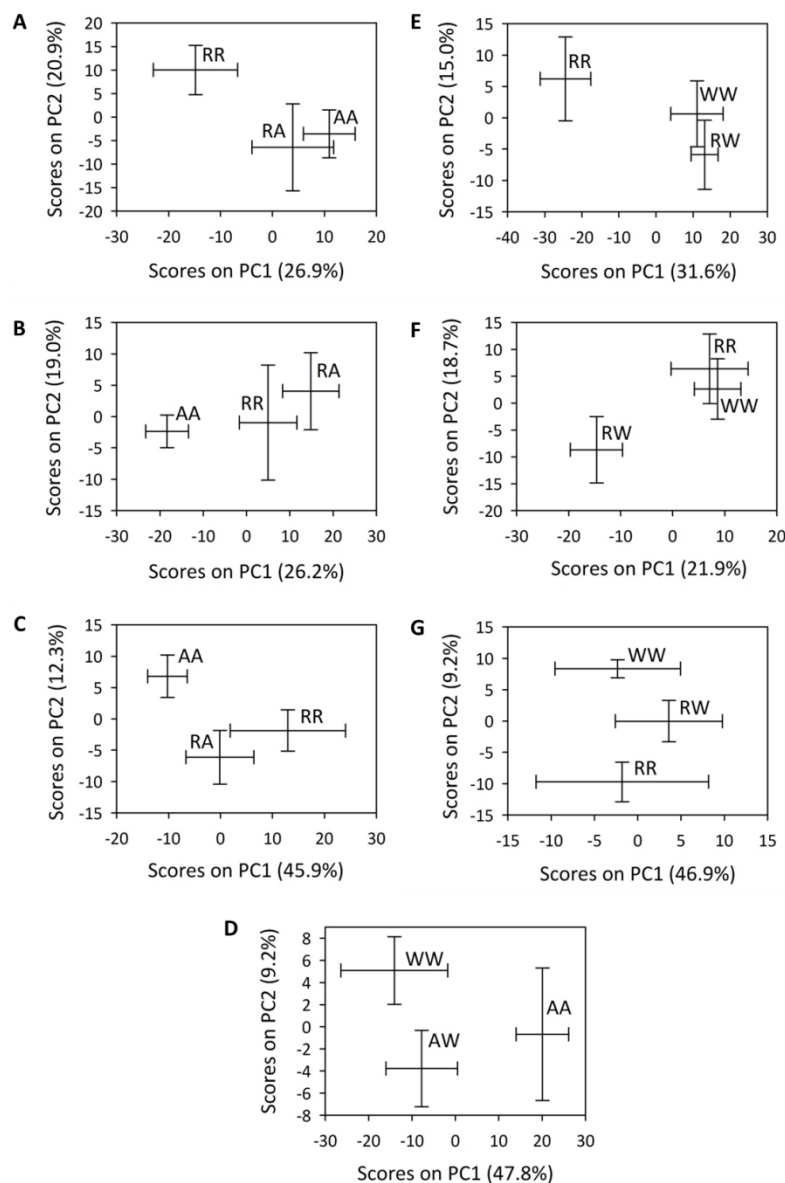 A
Scores on PC2 (20.9%)
20
15
10
5
0
-5
-10
-15
-20
RR
RA
AA
-30 -20 -10 0 10 20
Scores on PC1 (26.9%)
B
Scores on PC2 (19.0%)
15
10
5
0
-5
-10
-15
AA
RR
RA
-30 -20 -10 0 10 20 30
Scores on PC1 (26.2%)
C
Scores on PC2 (12.3%)
15
10
5
0
-5
-10
-15
AA
RA
RR
-20 -10 0 10 20 30
Scores on PC1 (45.9%)
E
Scores on PC2 (15.0%)
15
10
5
0
-5
-10
-15
RR
WW
RW
-40 -30 -20 -10 0 10 20 30
Scores on PC1 (31.6%)
F
Scores on PC2 (18.7%)
15
10
5
0
-5
-10
-15
-20
RR
WW
RW
-30 -20 -10 0 10 20
Scores on PC1 (21.9%)
G
Scores on PC2 (9.2%)
15
10
5
0
-5
-10
-15
WW
RW
RR
-15 -10 -5 0 5 10 15
Scores on PC1 (46.9%)
D
Scores on PC2 (9.2%)
8
6
4
2
0
-2
-4
-6
-8
WW
AA
AW
-30 -20 -10 0 10 20 30
Scores on PC1 (47.8%)